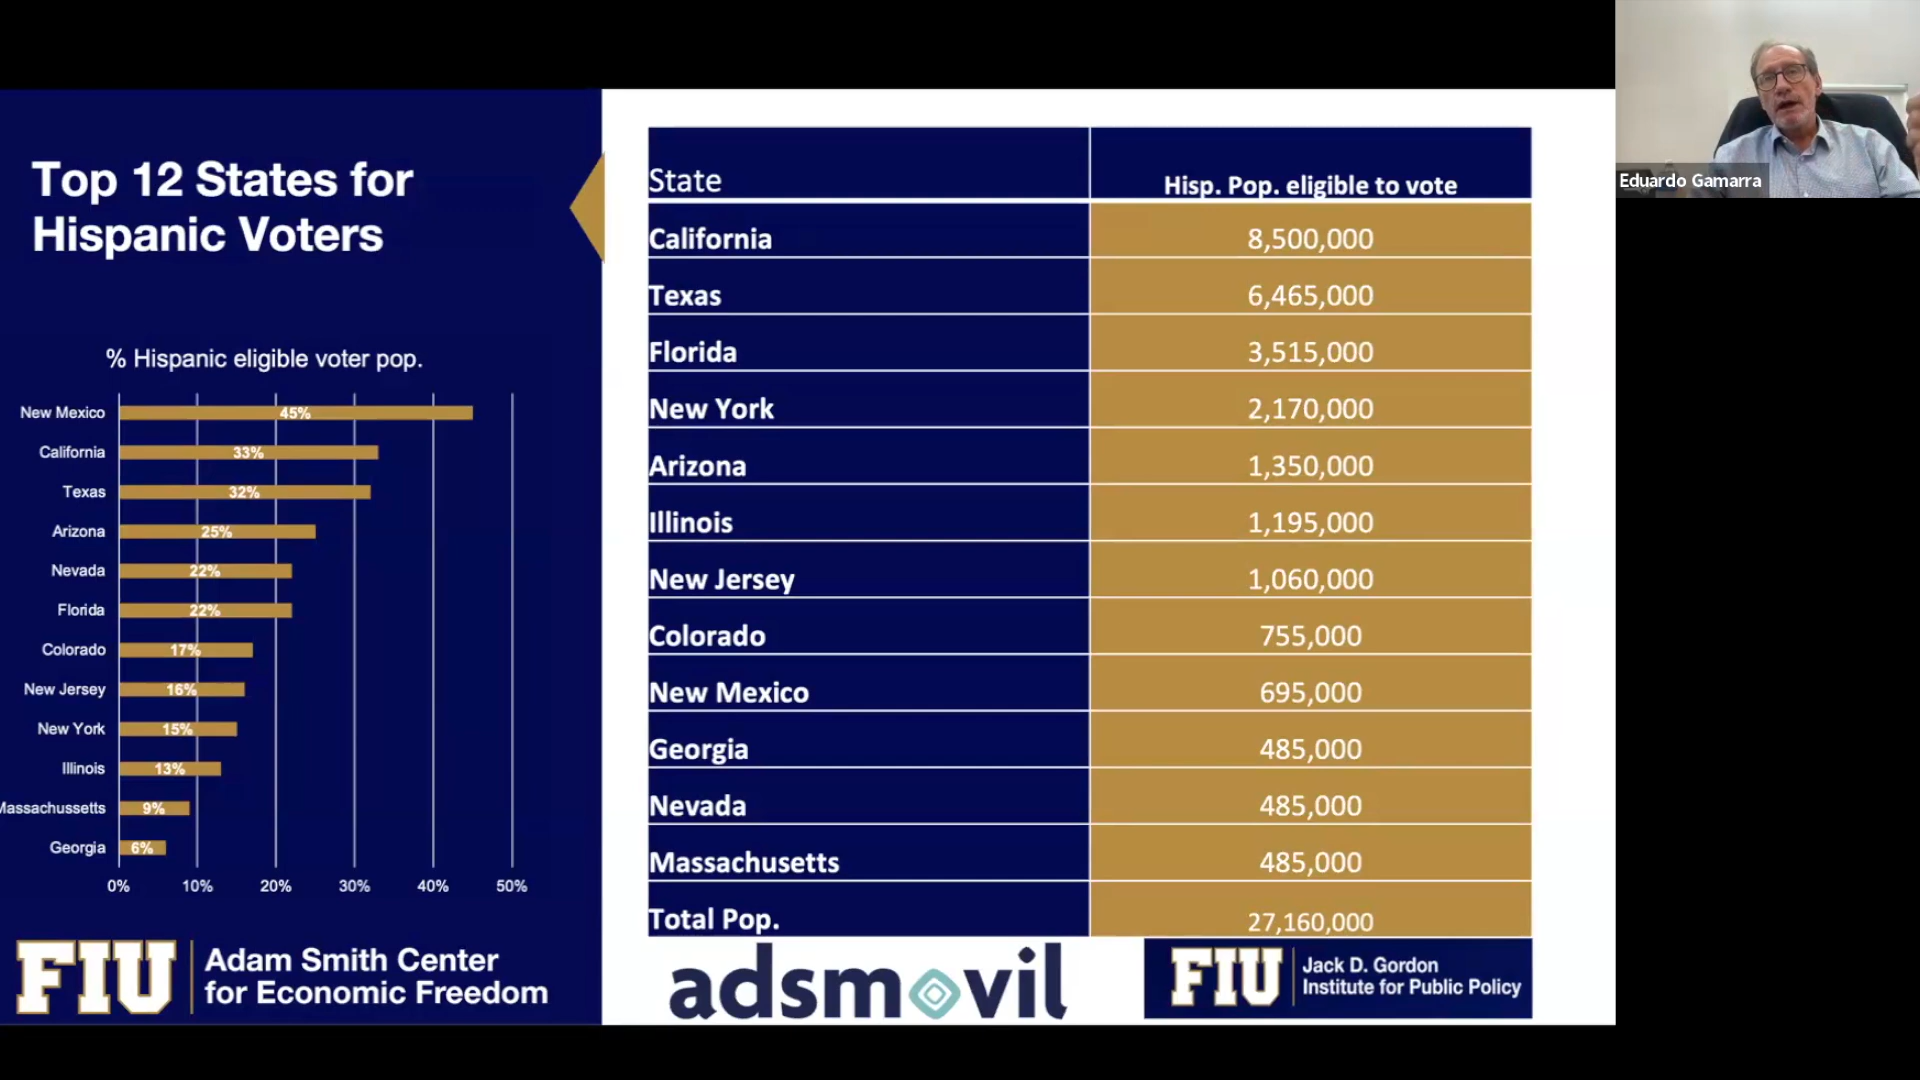 Top 12 States for
Hispanic Voters
% Hispanic eligible voter pop.
New Mexico 45%
California 33%
Texas 32%
Arizona 25%
Nevada 22%
Florida 22%
Colorado 17%
New Jersey 16%
New York 15%
Illinois 13%
Massachussetts 9%
Georgia 6%
0% 10% 20% 30% 40% 50%
FIU
Adam Smith Center
for Economic Freedom
State Hisp. Pop. eligible to vote
California 8,500,000
Texas 6,465,000
Florida 3,515,000
New York 2,170,000
Arizona 1,350,000
Illinois 1,195,000
New Jersey 1,060,000
Colorado 755,000
New Mexico 695,000
Georgia 485,000
Nevada 485,000
Massachusetts 485,000
Total Pop. 27,160,000
adsmovil
FIU
Jack D. Gordon
Institute for Public Policy
Eduardo Gamarra